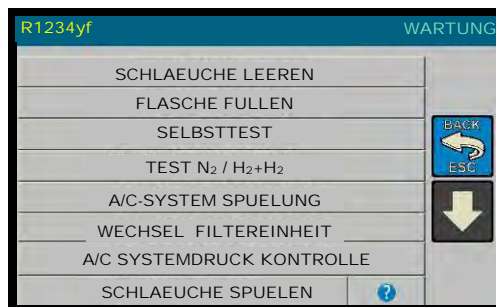 R1234yf WARTUNG
SCHLAEUCHE LEEREN
FLASCHE FULLEN
SELBSTTEST
BACK
ESC
TEST N₂ / H₂+H₂
A/C-SYSTEM SPUELUNG
WECHSEL FILTEREINHEIT
A/C SYSTEMDRUCK KONTROLLE
SCHLAEUCHE SPUELEN ?